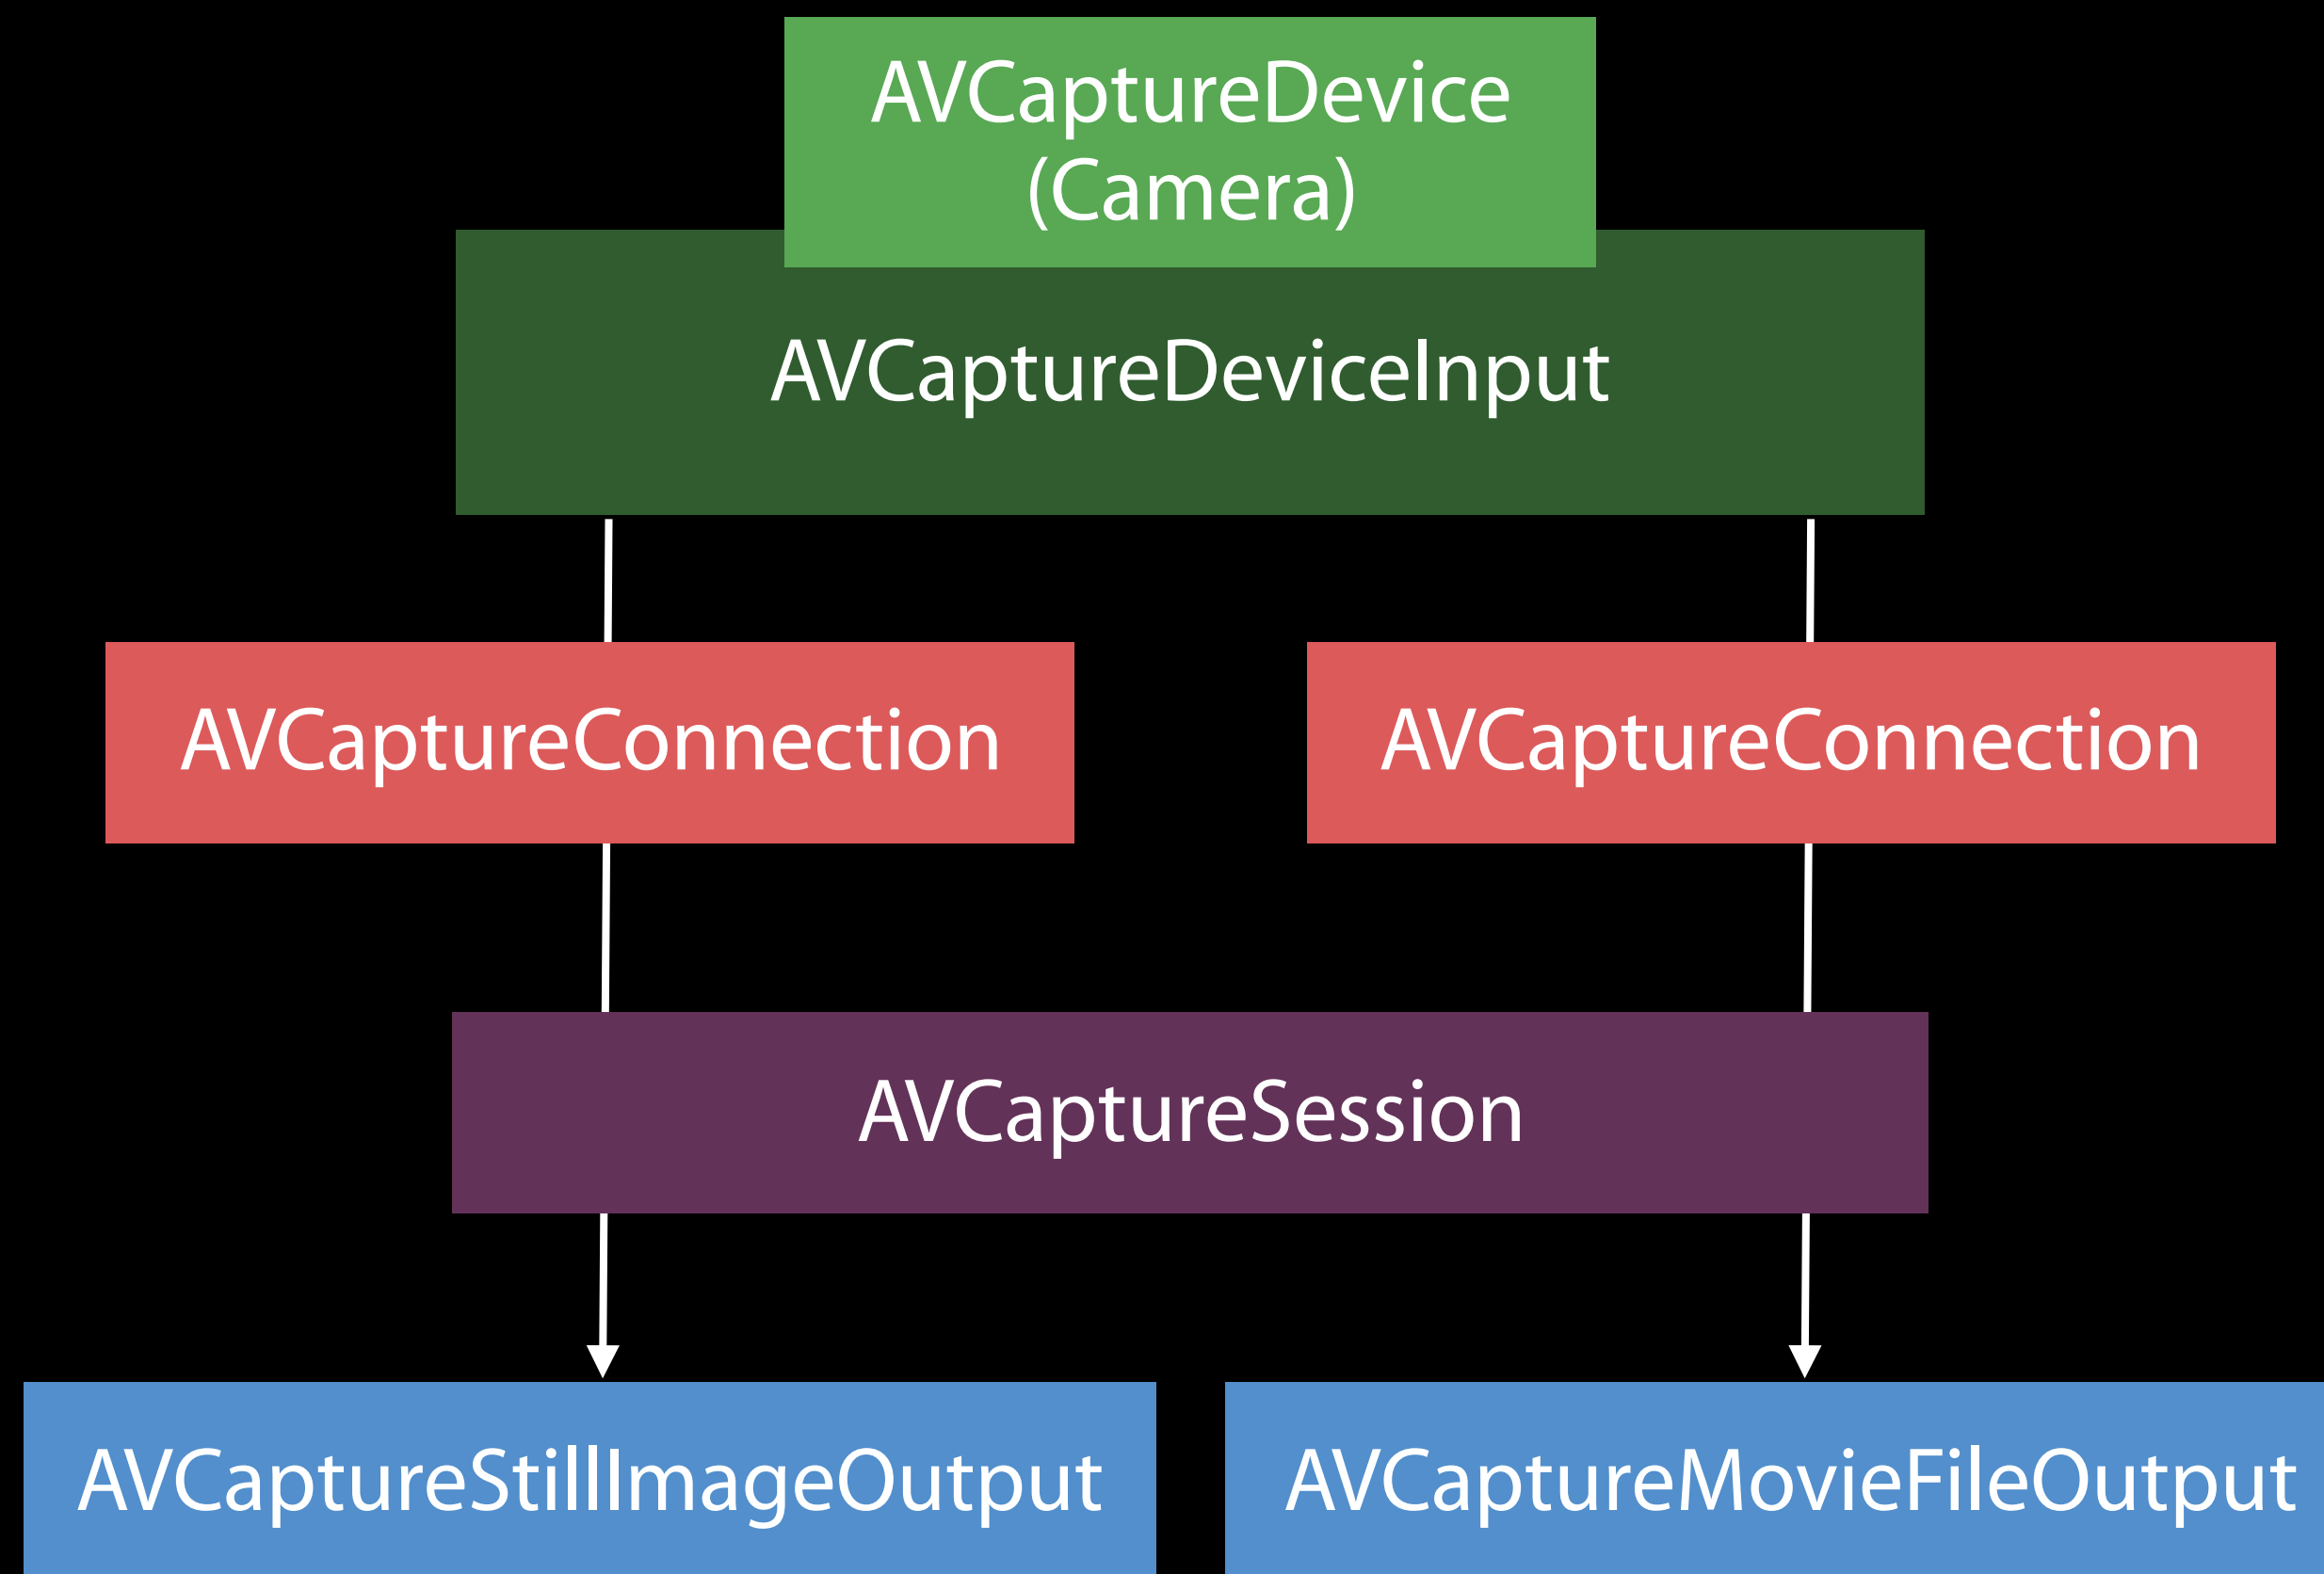 AVCaptureDevice
(Camera)
AVCaptureDeviceInput
AVCaptureConnection
AVCaptureConnection
AVCaptureSession
AVCaptureStillImageOutput
AVCaptureMovieFileOutput